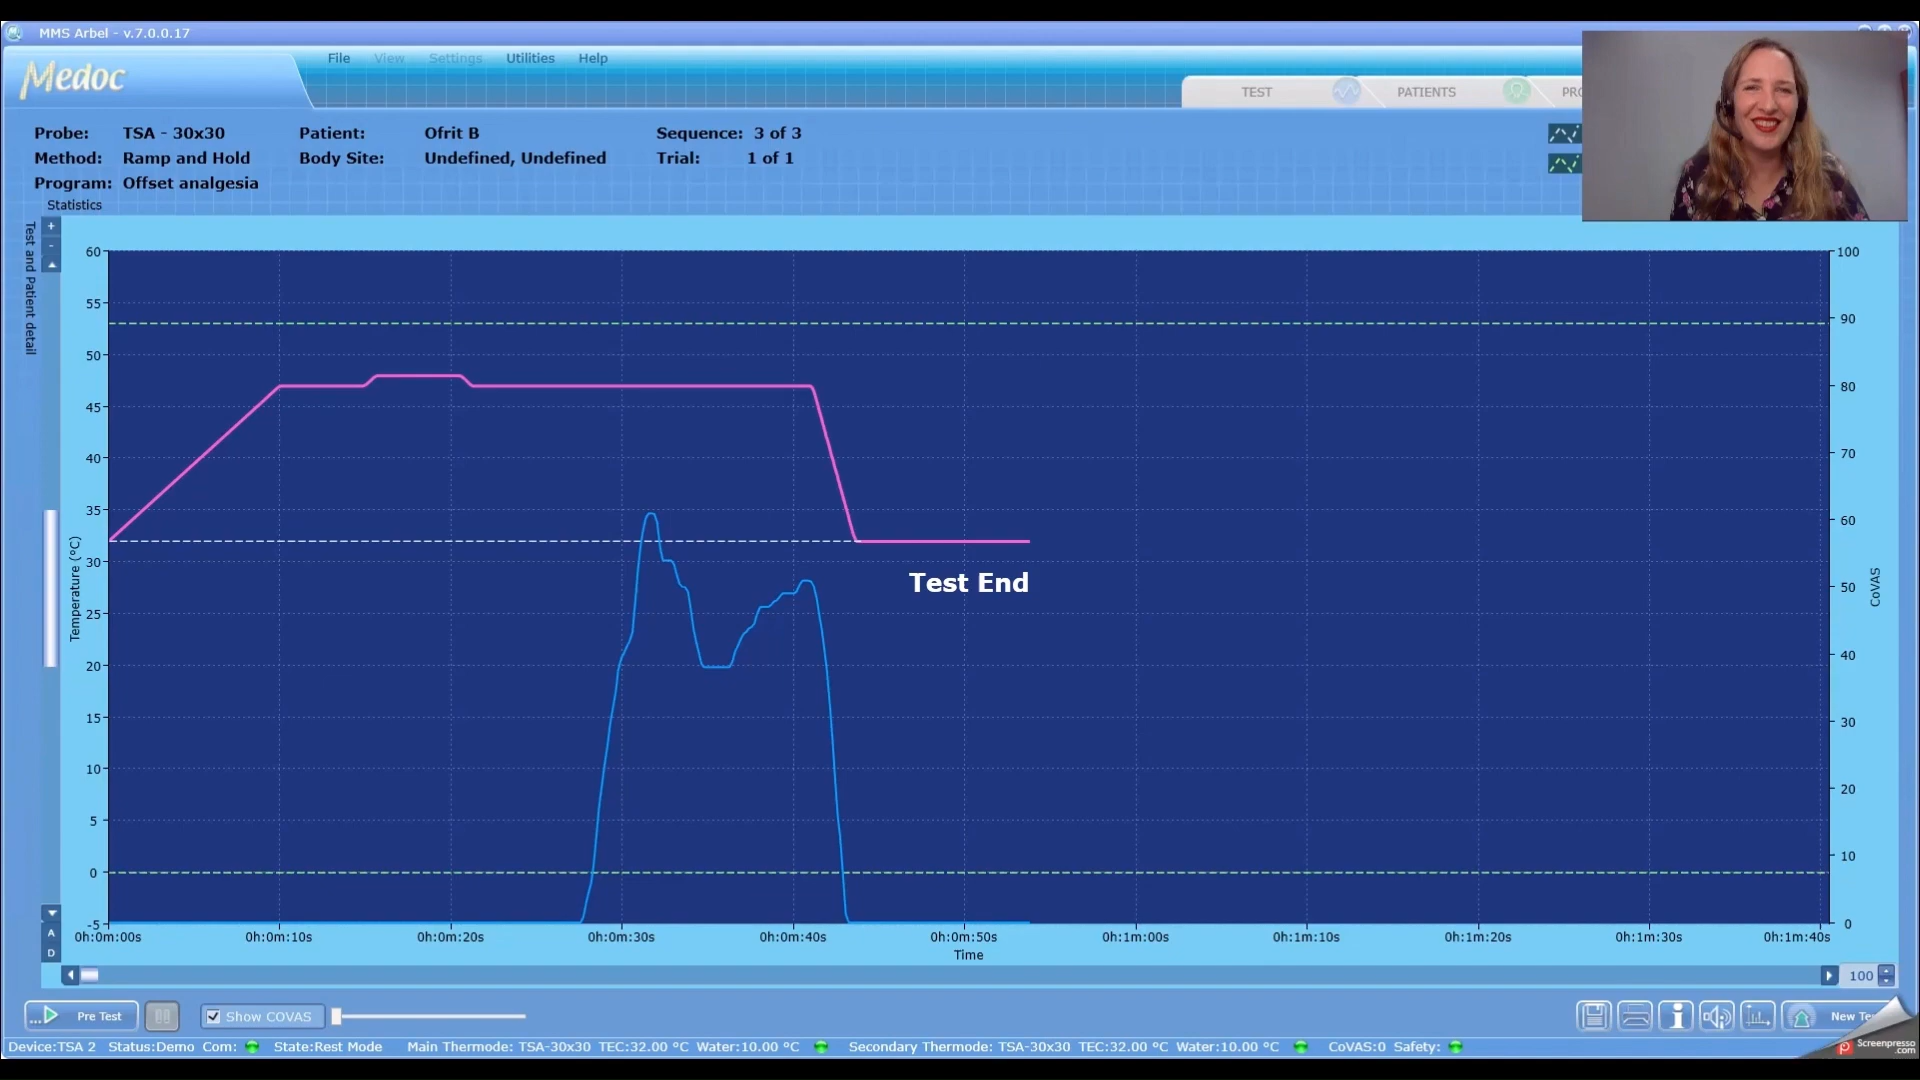 MMS Arbel - v.7.0.0.17
File View Settings Utilities Help
Medoc
TEST PATIENTS
Probe: TSA - 30x30 Patient: Ofrit B Sequence: 3 of 3
Method: Ramp and Hold Body Site: Undefined, Undefined Trial: 1 of 1
Program: Offset analgesia
Statistics
Test and Patient detail
+
-
A
D
Temperature (°C)
60
55
50
45
40
35
30
25
20
15
10
5
0
-5
100
90
80
70
60
50
40
30
20
10
0
CoVAS
Test End
0h:0m:00s 0h:0m:10s 0h:0m:20s 0h:0m:30s 0h:0m:40s 0h:0m:50s 0h:1m:00s 0h:1m:10s 0h:1m:20s 0h:1m:30s 0h:1m:40s
Time
100
... Pre Test Show COVAS New Te
Device:TSA 2 Status:Demo Com: State:Rest Mode Main Thermode: TSA-30x30 TEC:32.00 °C Water:10.00 °C Secondary Thermode: TSA-30x30 TEC:32.00 °C Water:10.00 °C CoVAS:0 Safety:
Screenpresso
.com